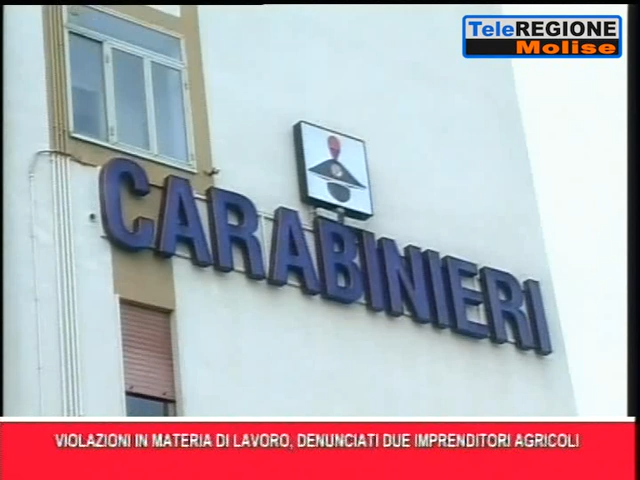 TeleREGIONE
Molise
CARABINIERI
VIOLAZIONI IN MATERIA DI LAVORO, DENUNCIATI DUE IMPRENDITORI AGRICOLI